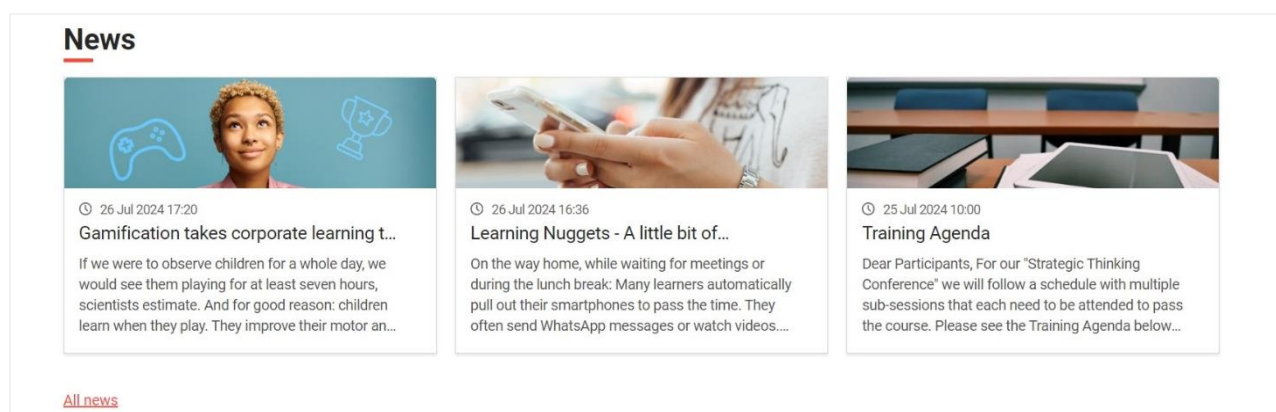 News
26 Jul 2024 17:20
Gamification takes corporate learning t...
If we were to observe children for a whole day, we
would see them playing for at least seven hours,
scientists estimate. And for good reason: children
learn when they play. They improve their motor an...
26 Jul 2024 16:36
Learning Nuggets - A little bit of...
On the way home, while waiting for meetings or
during the lunch break: Many learners automatically
pull out their smartphones to pass the time. They
often send WhatsApp messages or watch videos....
25 Jul 2024 10:00
Training Agenda
Dear Participants, For our "Strategic Thinking
Conference" we will follow a schedule with multiple
sub-sessions that each need to be attended to pass
the course. Please see the Training Agenda below...
All news